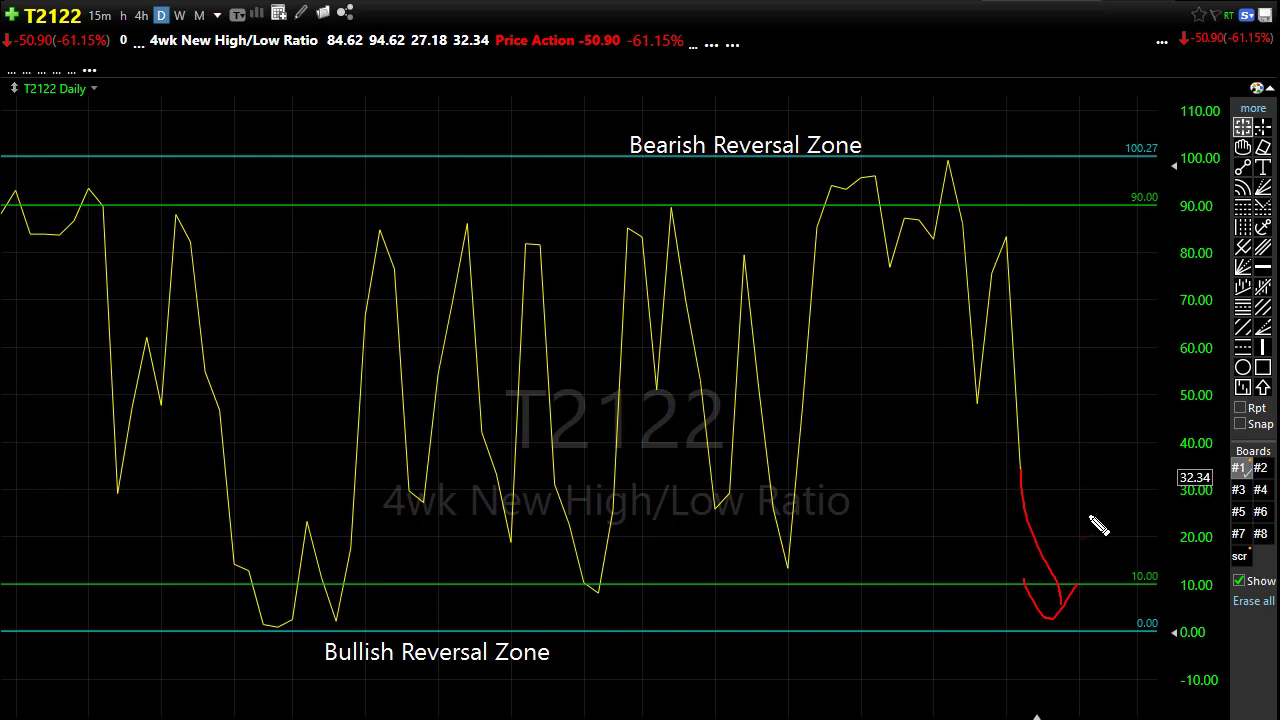 T2122 15m h 4h D W M
RT
-50.90(-61.15%) 0 ... 4wk New High/Low Ratio 84.62 94.62 27.18 32.34 Price Action -50.90 -61.15% ... ... ... ... -50.90(-61.15%)
... ... ... ... ... ...
T2122 Daily
more
110.00
Bearish Reversal Zone
100.27
100.00
90.00
90.00
80.00
70.00
60.00
50.00
T2122
40.00
32.34
4wk New High/Low Ratio
30.00
20.00
10.00
10.00
0.00
0.00
Bullish Reversal Zone
-10.00
Rpt
Snap
Boards
#1 #2
#3 #4
#5 #6
#7 #8
scr
Show
Erase all